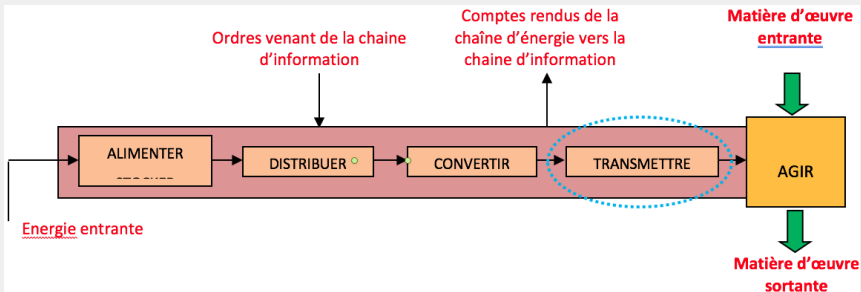 Ordres venant de la chaine
d'information
Comptes rendus de la
chaîne d'énergie vers la
chaine d'information
Matière d'œuvre
entrante
ALIMENTER
DISTRIBUER
CONVERTIR
TRANSMETTRE
AGIR
Energie entrante
Matière d'œuvre
sortante